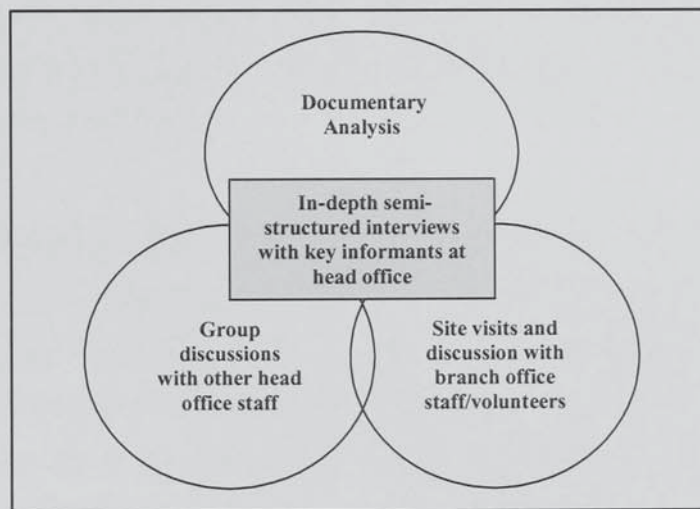 Documentary
Analysis
In-depth semi-
structured interviews
with key informants at
head office
Group
discussions
with other head
office staff
Site visits and
discussion with
branch office
staff/volunteers